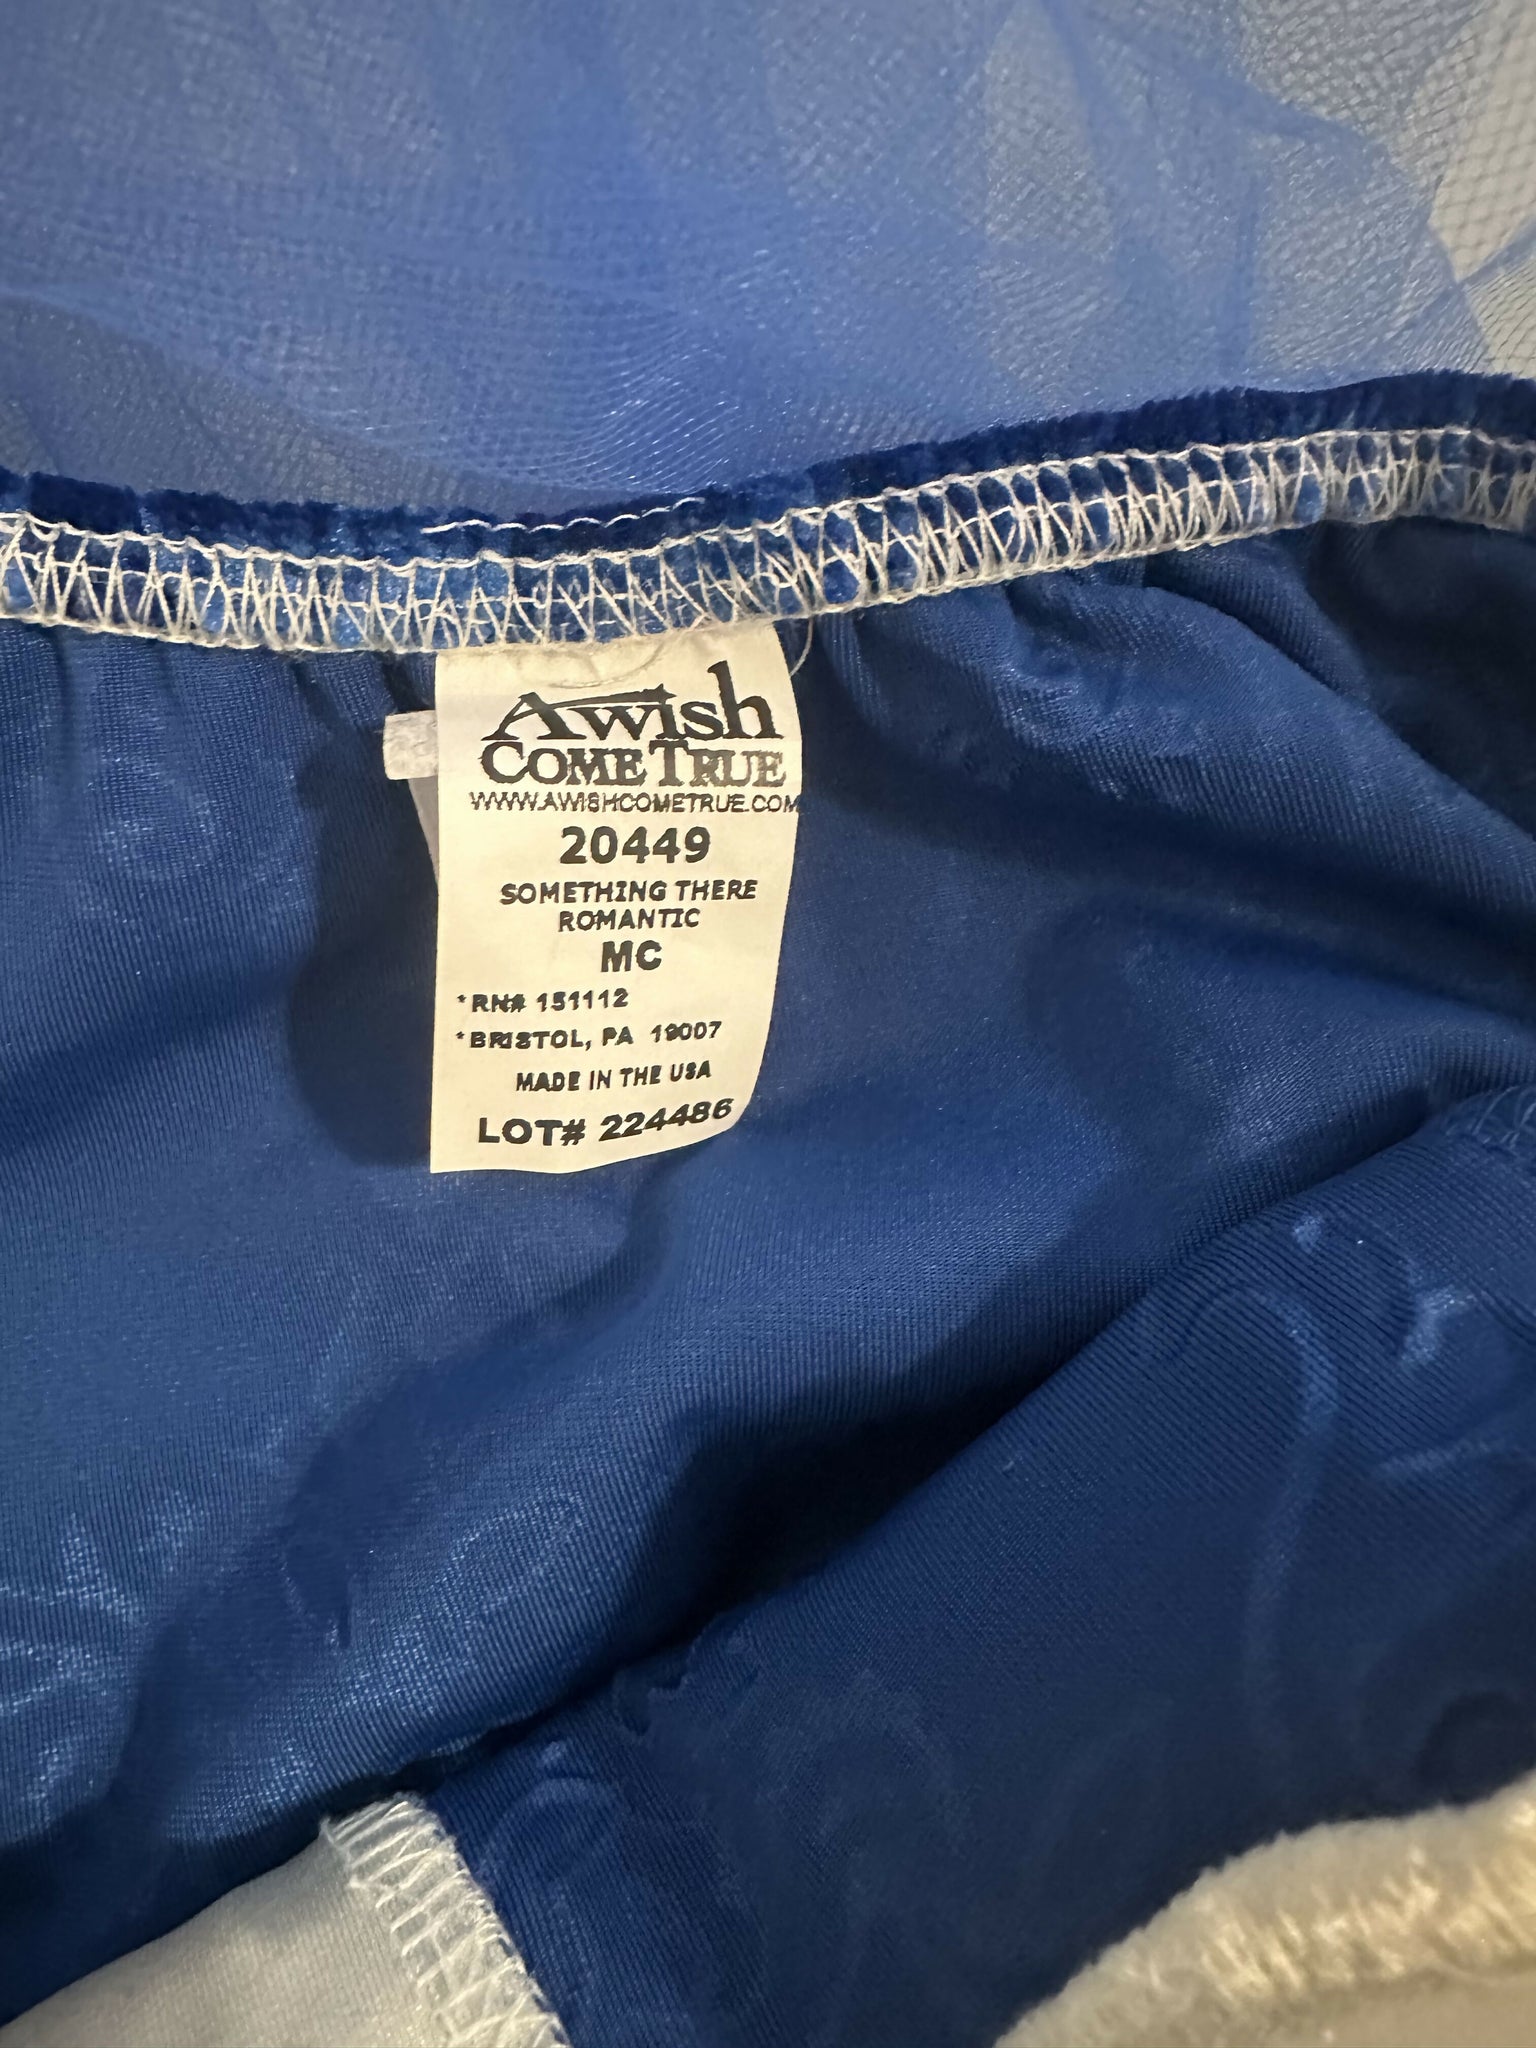 Awish
COME TRUE
WWW.AWISHCOMETRUE.COM
20449
SOMETHING THERE
ROMANTIC
MC
*RN# 151112
*BRISTOL, PA 19007
MADE IN THE USA
LOT# 224486